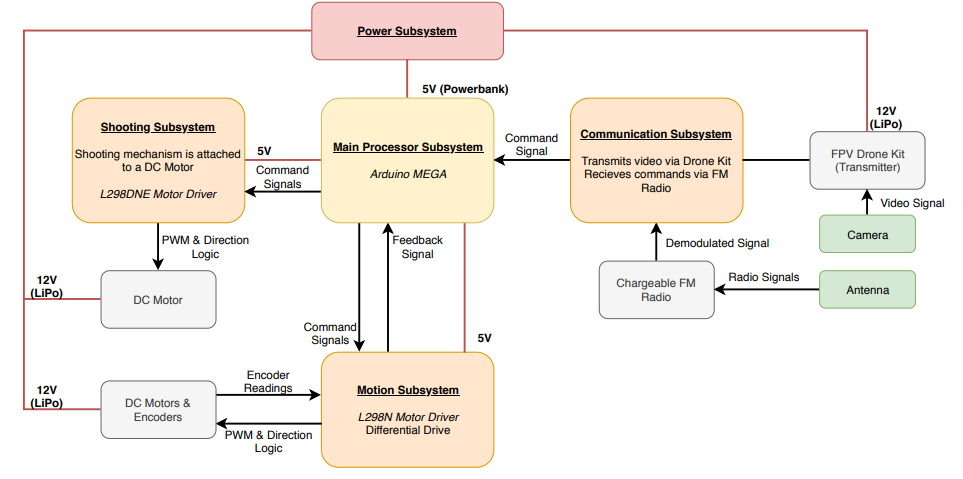 Power Subsystem
5V (Powerbank)
12V
(LiPo)
Shooting Subsystem
Shooting mechanism is attached
to a DC Motor
L298DNE Motor Driver
5V
Command
Signals
Main Processor Subsystem
Arduino MEGA
Command
Signal
Communication Subsystem
Transmits video via Drone Kit
Recieves commands via FM
Radio
FPV Drone Kit
(Transmitter)
Video Signal
Camera
PWM & Direction
Logic
Feedback
Signal
Demodulated Signal
12V
(LiPo)
DC Motor
Chargeable FM
Radio
Radio Signals
Antenna
Command
Signals
5V
12V
(LiPo)
DC Motors &
Encoders
Encoder
Readings
PWM & Direction
Logic
Motion Subsystem
L298N Motor Driver
Differential Drive